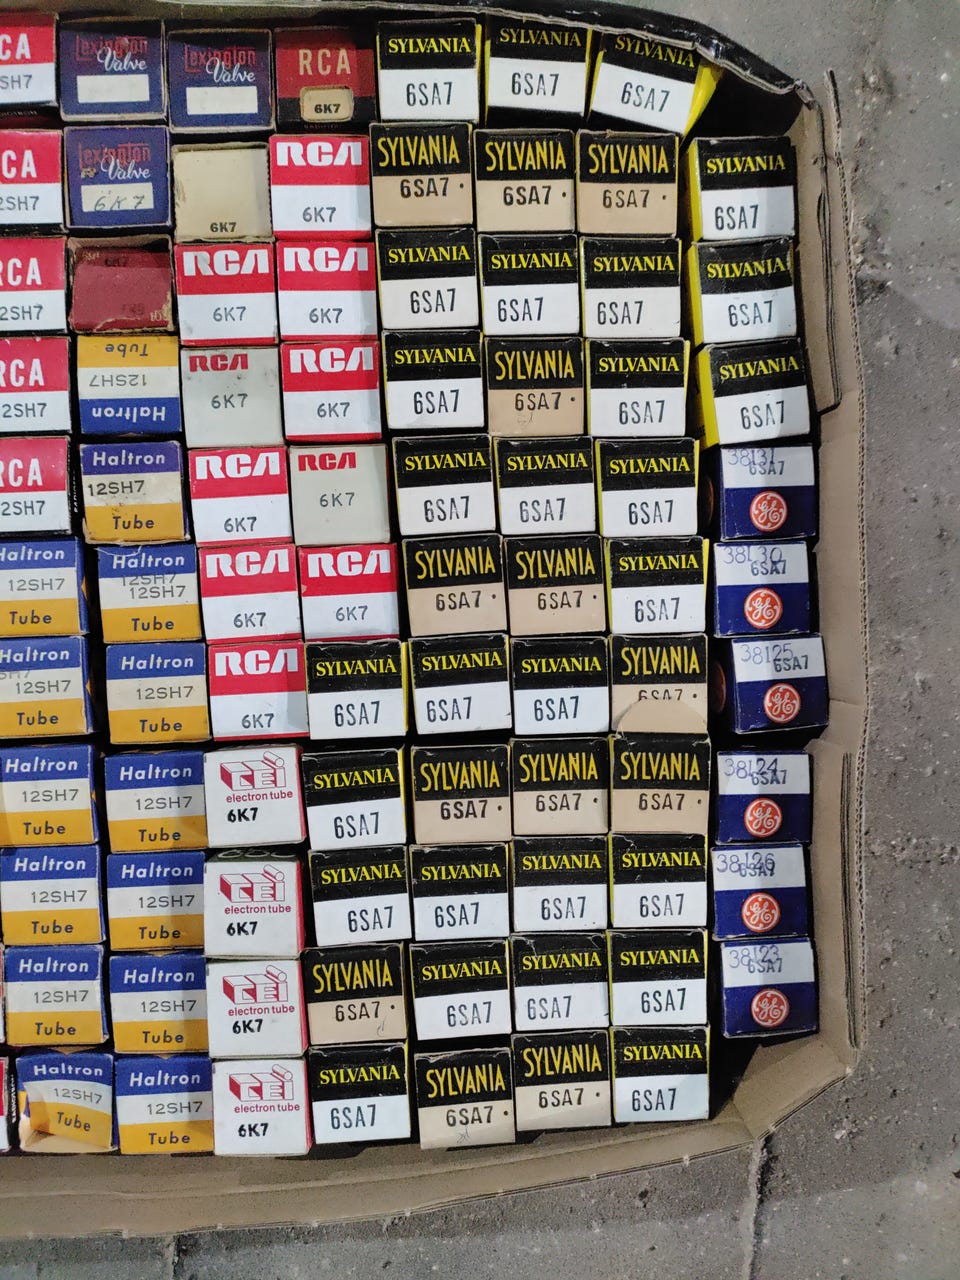 CA
SH7
Lexington
Valve
Lexington
Valve
RCA
6K7
SYLVANIA
6SA7
SYLVANIA
6SA7
SYLVANIA
6SA7
CA
2SH7
Lexington
Valve
6K7
6K7
RCA
6K7
SYLVANIA
6SA7
SYLVANIA
6SA7
SYLVANIA
6SA7
SYLVANIA
6SA7
RCA
2SH7
6K7
RCA
6K7
RCA
6K7
SYLVANIA
6SA7
SYLVANIA
6SA7
SYLVANIA
6SA7
SYLVANIA
6SA7
RCA
2SH7
Haltron
12SH7
Tube
RCA
6K7
RCA
6K7
SYLVANIA
6SA7
SYLVANIA
6SA7
SYLVANIA
6SA7
SYLVANIA
6SA7
RCA
2SH7
Haltron
12SH7
Tube
RCA
6K7
RCA
6K7
SYLVANIA
6SA7
SYLVANIA
6SA7
SYLVANIA
6SA7
38131
6SA7
GE
Haltron
12SH7
Tube
Haltron
12SH7
12SH7
Tube
RCA
6K7
RCA
6K7
SYLVANIA
6SA7
SYLVANIA
6SA7
SYLVANIA
6SA7
38130
6SA7
GE
Haltron
12SH7
Tube
Haltron
12SH7
Tube
RCA
6K7
SYLVANIA
6SA7
SYLVANIA
6SA7
SYLVANIA
6SA7
SYLVANIA
6SA7
38125
6SA7
GE
Haltron
12SH7
Tube
Haltron
12SH7
Tube
CEI
electron tube
6K7
SYLVANIA
6SA7
SYLVANIA
6SA7
SYLVANIA
6SA7
SYLVANIA
6SA7
38124
6SA7
GE
Haltron
12SH7
Tube
Haltron
12SH7
Tube
CEI
electron tube
6K7
SYLVANIA
6SA7
SYLVANIA
6SA7
SYLVANIA
6SA7
SYLVANIA
6SA7
38126
6SA7
GE
Haltron
12SH7
Tube
Haltron
12SH7
Tube
CEI
electron tube
6K7
SYLVANIA
6SA7
SYLVANIA
6SA7
SYLVANIA
6SA7
SYLVANIA
6SA7
38123
6SA7
GE
Haltron
12SH7
Tube
Haltron
12SH7
Tube
CEI
electron tube
6K7
SYLVANIA
6SA7
SYLVANIA
6SA7
SYLVANIA
6SA7
SYLVANIA
6SA7